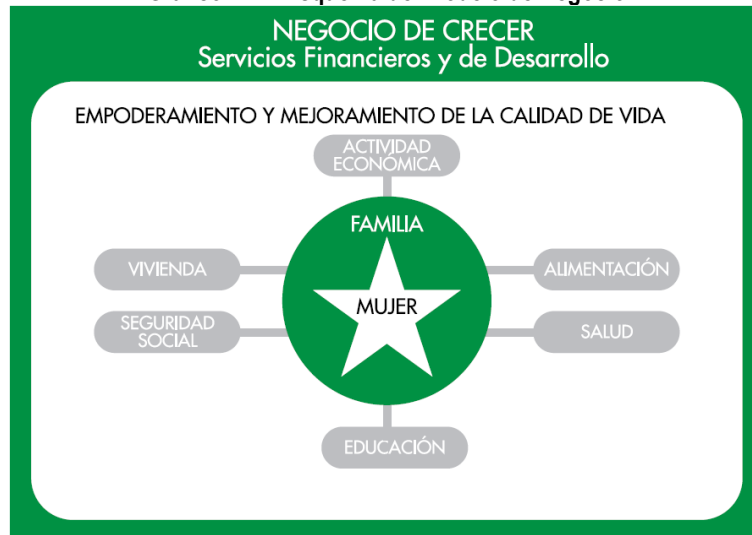 NEGOCIO DE CRECER
Servicios Financieros y de Desarrollo
EMPODERAMIENTO Y MEJORAMIENTO DE LA CALIDAD DE VIDA
ACTIVIDAD
ECONÓMICA
FAMILIA
VIVIENDA
ALIMENTACIÓN
MUJER
SEGURIDAD
SOCIAL
SALUD
EDUCACIÓN